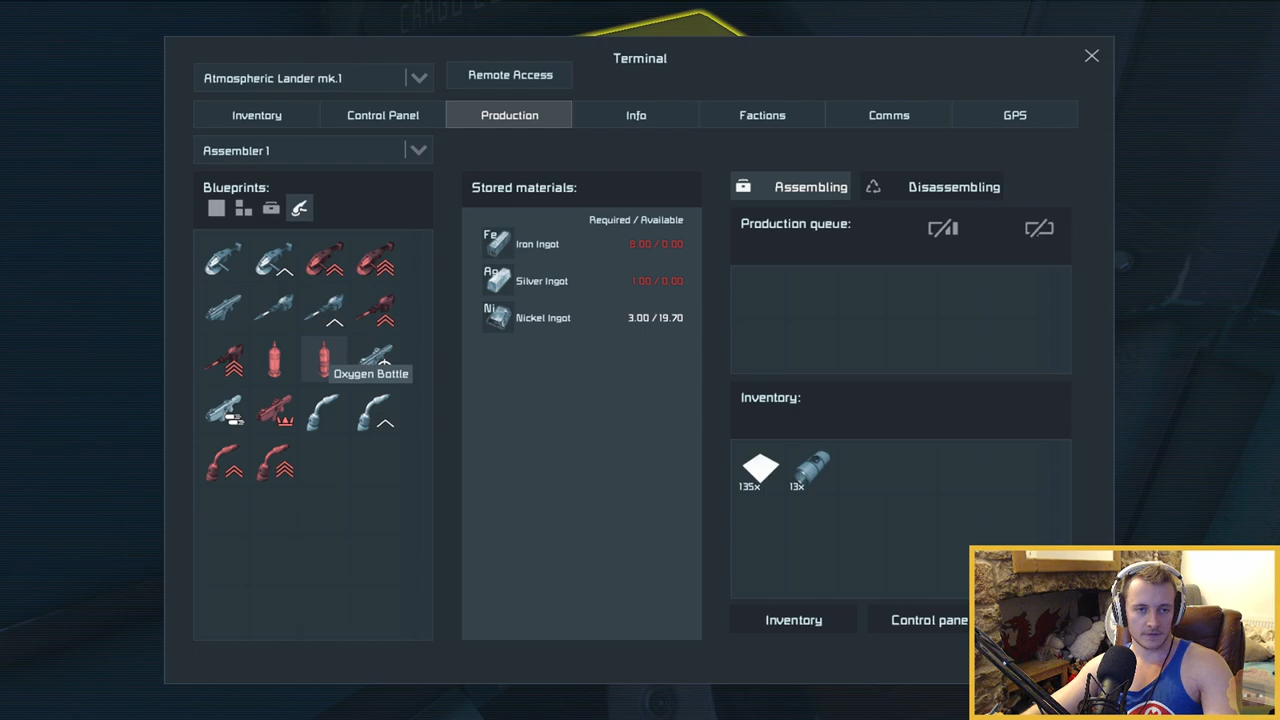 CARGO
Terminal
Atmospheric Lander mk.1
Remote Access
Inventory
Control Panel
Production
Info
Factions
Comms
GPS
Assembler 1
Blueprints:
Stored materials:
Assembling
Disassembling
Required / Available
Production queue:
Fe
Iron Ingot
8.00 / 0.00
Ag
Silver Ingot
1.00 / 0.00
Ni
Nickel Ingot
3.00 / 19.70
Oxygen Bottle
Inventory:
135x
13x
Inventory
Control pane